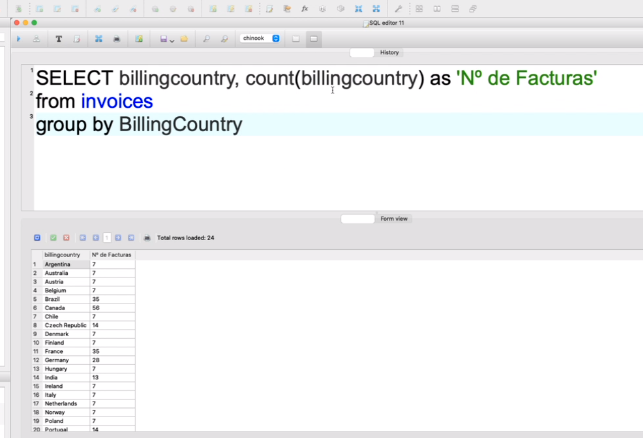 SQL editor 11
chinook
History
1 SELECT billingcountry, count(billingcountry) as 'Nº de Facturas'
2 from invoices
3 group by BillingCountry
Form view
1 Total rows loaded: 24
billingcountry Nº de Facturas
1 Argentina 7
2 Australia 7
3 Austria 7
4 Belgium 7
5 Brazil 35
6 Canada 56
7 Chile 7
8 Czech Republic 14
9 Denmark 7
10 Finland 7
11 France 35
12 Germany 28
13 Hungary 7
14 India 13
15 Ireland 7
16 Italy 7
17 Netherlands 7
18 Norway 7
19 Poland 7
20 Portugal 14